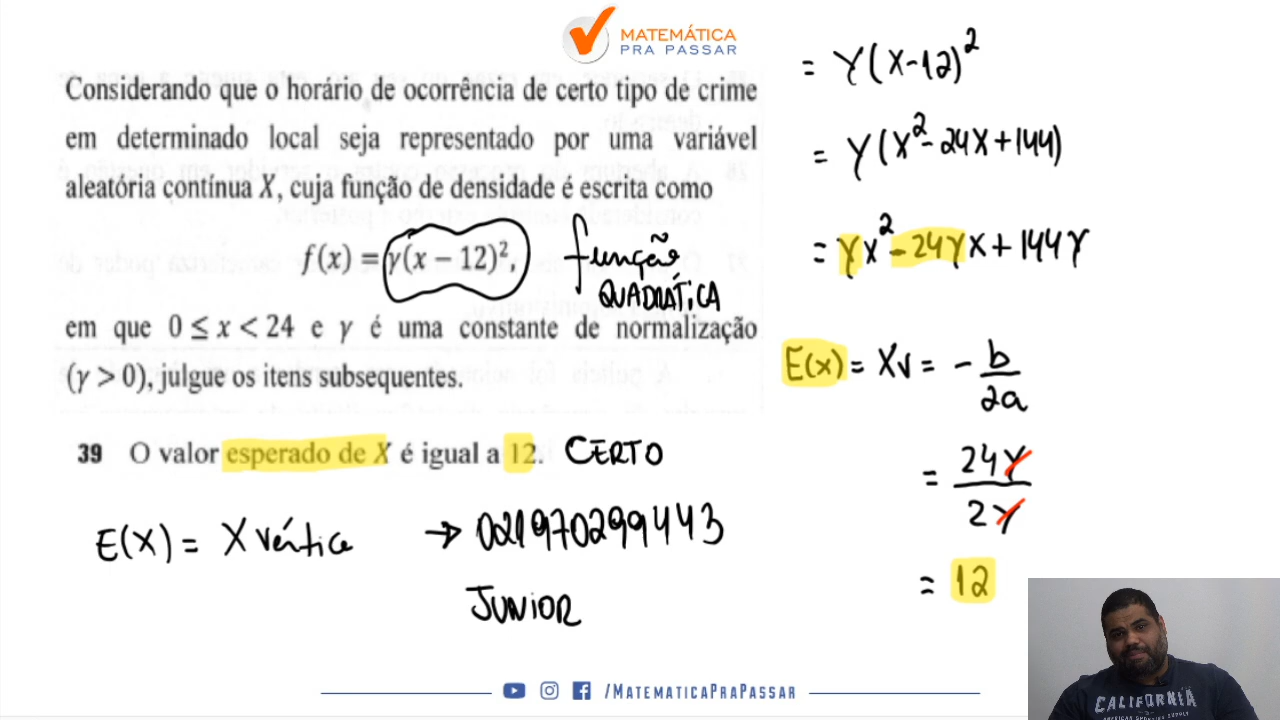 MATEMÁTICA
PRA PASSAR
Considerando que o horário de ocorrência de certo tipo de crime
em determinado local seja representado por uma variável
aleatória contínua X, cuja função de densidade é escrita como
f(x) = γ(x − 12)², função
QUADRÁTICA
em que 0 ≤ x < 24 e γ é uma constante de normalização
(γ > 0), julgue os itens subsequentes.
39 O valor esperado de X é igual a 12. CERTO
E(X) = X vértice → 021970299443
JUNIOR
= γ(X-12)²
= γ(X²-24X+144)
= γX²-24γX+144γ
E(x) = Xv = - b/2a
= 24γ/2γ
= 12
/MATEMATICAPRAPASSAR
CALIFORNIA